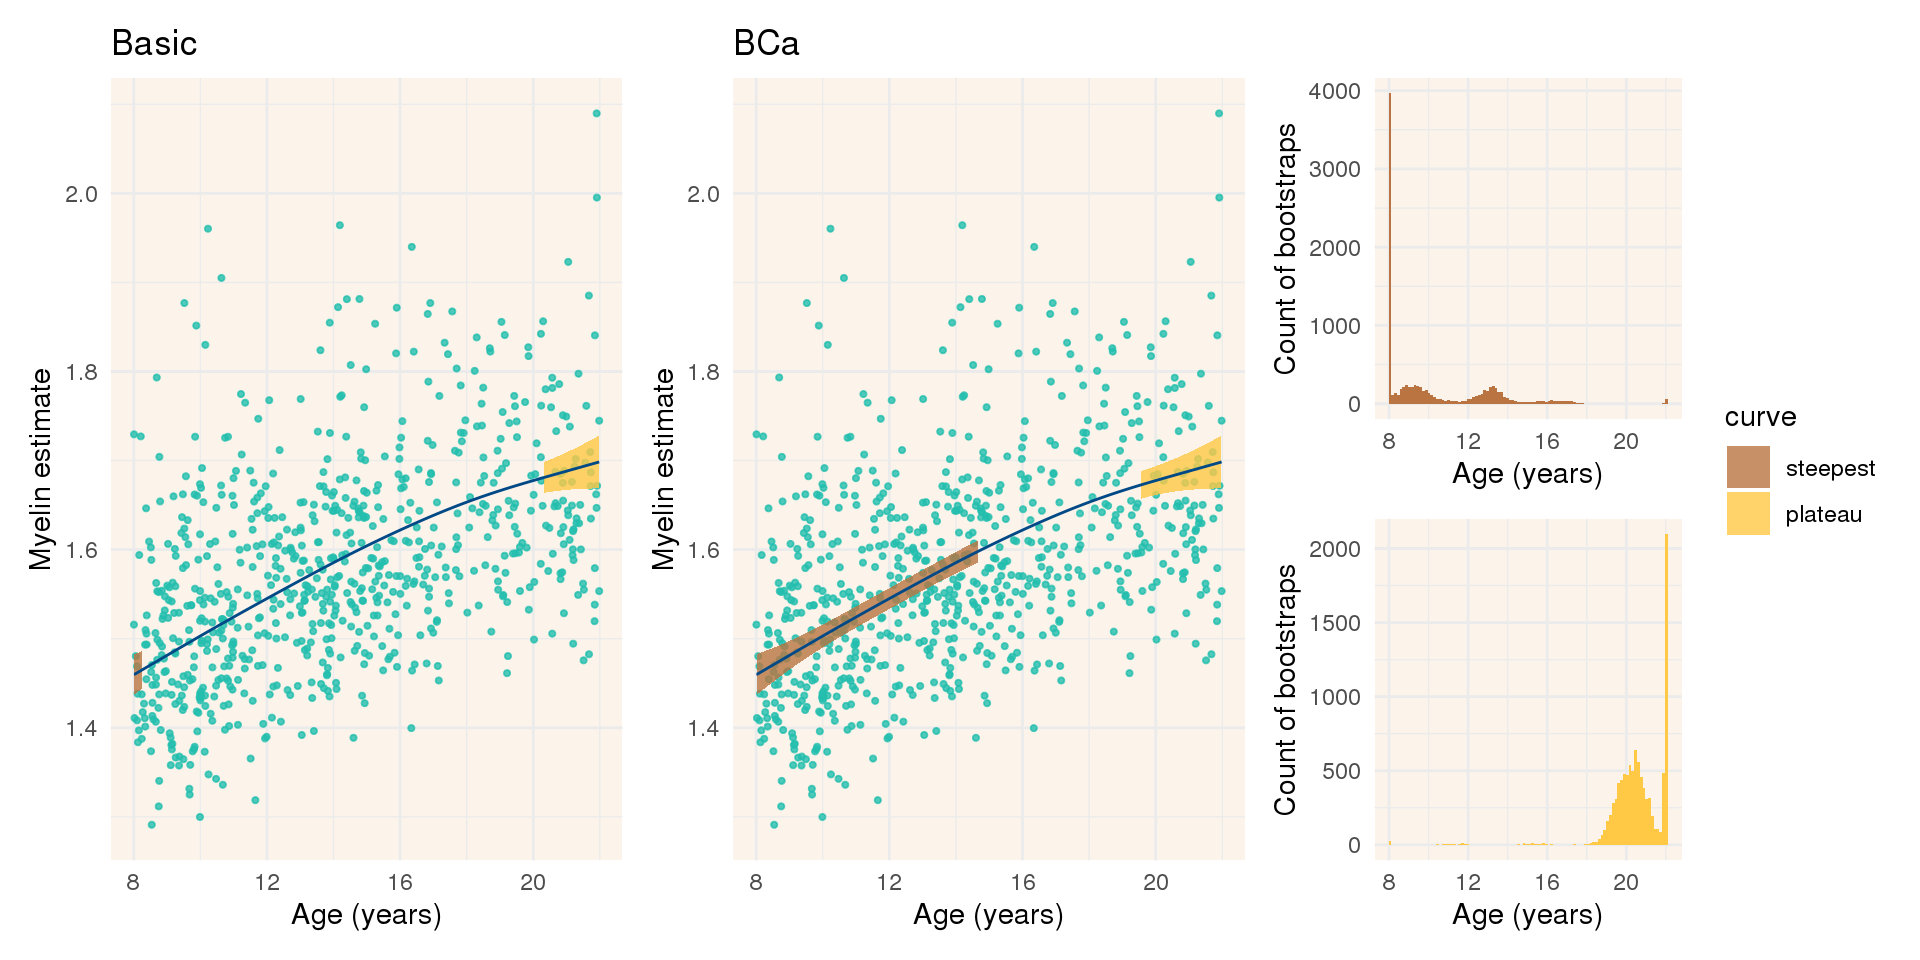 Basic
Myelin estimate
2.0
1.8
1.6
1.4
8 12 16 20
Age (years)
BCa
Myelin estimate
2.0
1.8
1.6
1.4
8 12 16 20
Age (years)
Count of bootstraps
4000
3000
2000
1000
0
8 12 16 20
Age (years)
Count of bootstraps
2000
1500
1000
500
0
8 12 16 20
Age (years)
curve
steepest
plateau